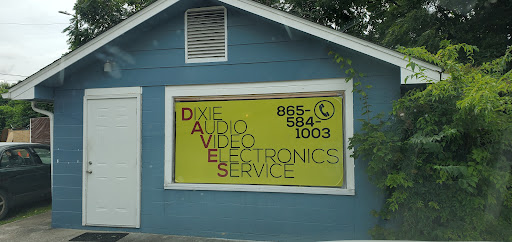 DIXIE
AUDIO
VIDEO
ELECTRONICS
SERVICE
865-
584-
1003